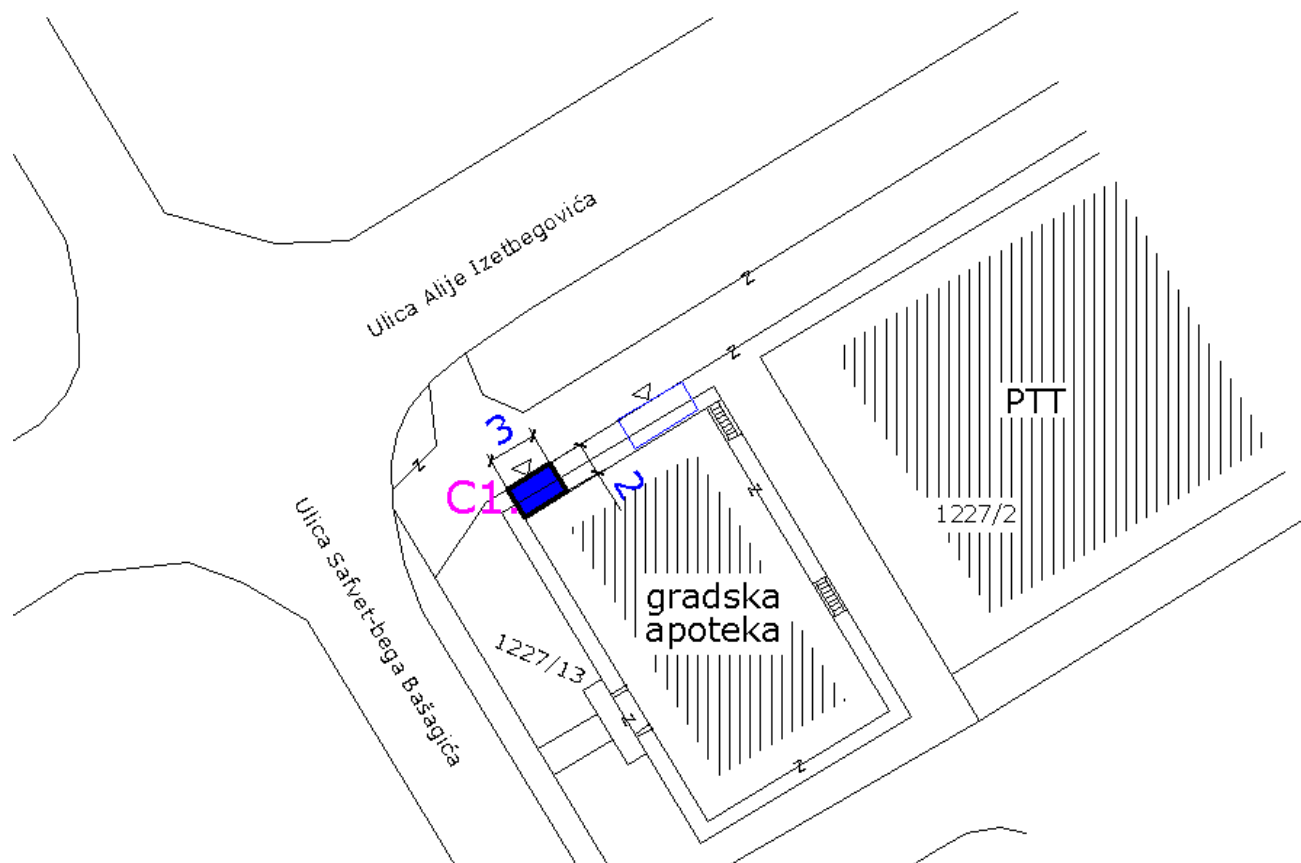 Ulica Alije Izetbegovića
PTT
3
C1.
2
1227/2
Ulica Safvet-bega Bašagića
gradska
apoteka
1227/13
z
z
z
z
z
z